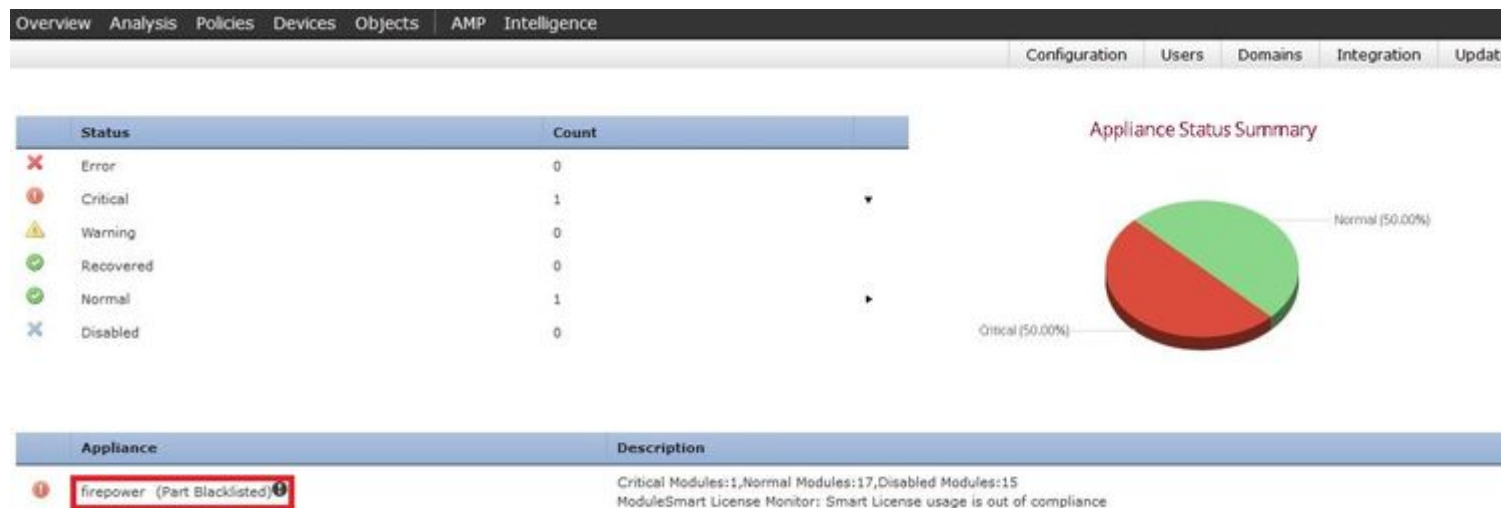 Overview Analysis Policies Devices Objects AMP Intelligence
Configuration Users Domains Integration Updat
Status Count
Error 0
Critical 1
Warning 0
Recovered 0
Normal 1
Disabled 0
Appliance Status Summary
Normal (50.00%)
Critical (50.00%)
Appliance Description
firepower (Part Blacklisted)
Critical Modules:1,Normal Modules:17,Disabled Modules:15
ModuleSmart License Monitor: Smart License usage is out of compliance